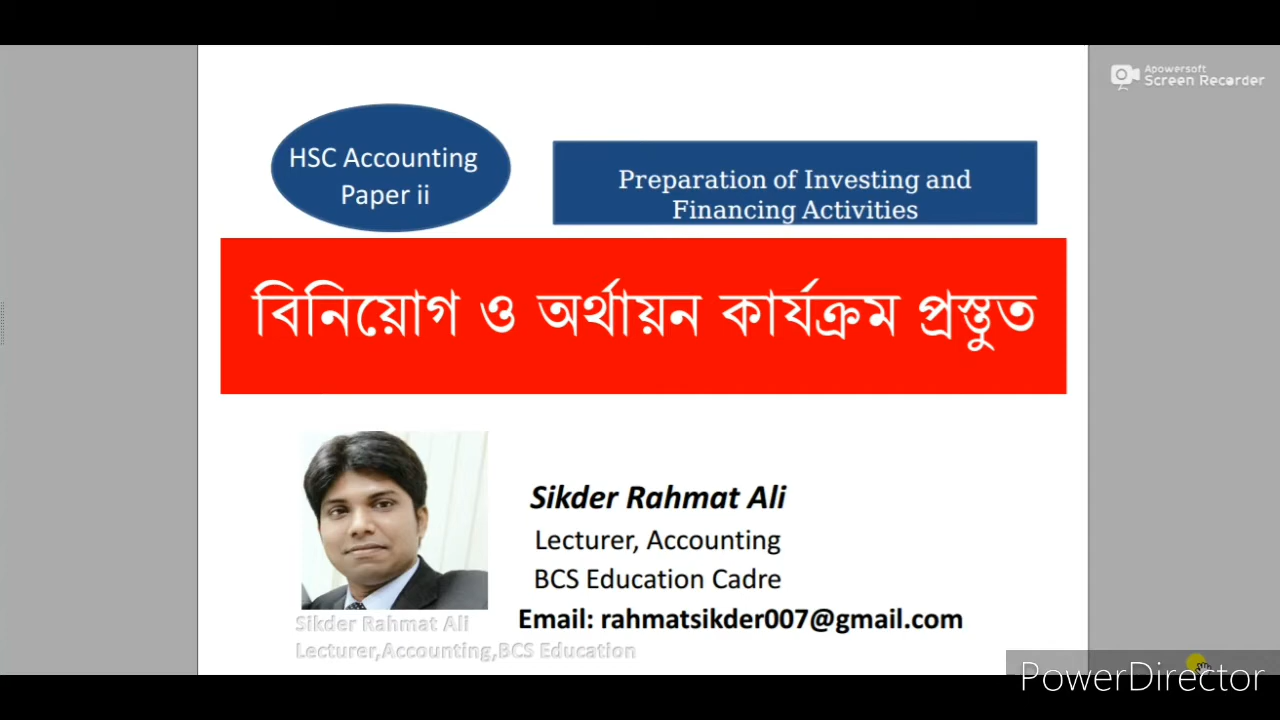 Apowersoft
Screen Recorder
HSC Accounting
Paper ii
Preparation of Investing and
Financing Activities
বিনিয়োগ ও অর্থায়ন কার্যক্রম প্রস্তুত
Sikder Rahmat Ali
Lecturer, Accounting
BCS Education Cadre
Email: rahmatsikder007@gmail.com
Sikder Rahmat Ali
Lecturer,Accounting,BCS Education
PowerDirector